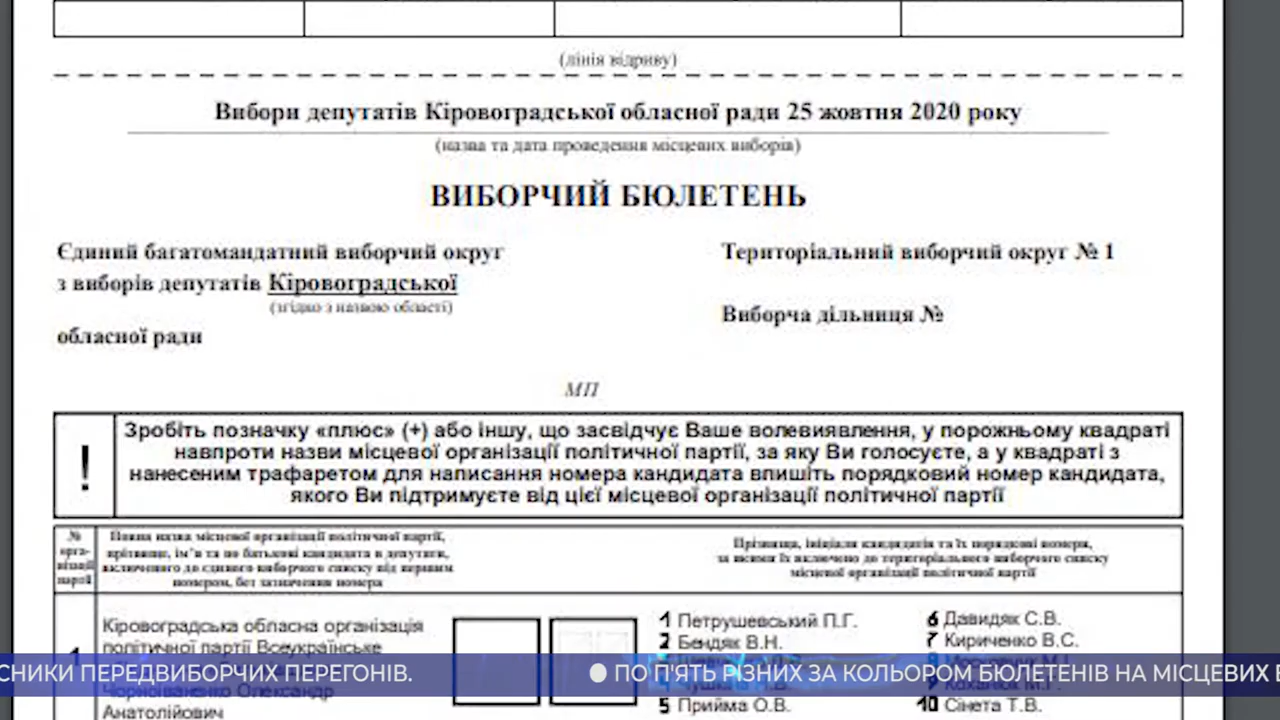 (лінія відриву)
Вибори депутатів Кіровоградської обласної ради 25 жовтня 2020 року
(назва та дата проведення місцевих виборів)
ВИБОРЧИЙ БЮЛЕТЕНЬ
Єдиний багатомандатний виборчий округ
з виборів депутатів Кіровоградської
(згідно з назвою області)
обласної ради
Територіальний виборчий округ № 1
Виборча дільниця №
МП
!
Зробіть позначку «плюс» (+) або іншу, що засвідчує Ваше волевиявлення, у порожньому квадраті
навпроти назви місцевої організації політичної партії, за яку Ви голосуєте, а у квадраті з
нанесеним трафаретом для написання номера кандидата впишіть порядковий номер кандидата,
якого Ви підтримуєте від цієї місцевої організації політичної партії
№
орга-
нізації
партії
Повна назва місцевої організації політичної партії,
прізвище, ім’я та по батькові кандидата в депутати,
включеного до єдиного виборчого списку під першим
номером, без зазначення номера
Прізвища, ініціали кандидатів та їх порядкові номери,
за якими їх включено до територіального виборчого списку
місцевої організації політичної партії
1
Кіровоградська обласна організація
політичної партії Всеукраїнське
Чорноіваненко Олександр
Анатолійович
1 Петрушевський П.Г.
2 Бендяк В.Н.
5 Прийма О.В.
6 Давидяк С.В.
7 Кириченко В.С.
10 Сінета Т.В.
СНИКИ ПЕРЕДВИБОРЧИХ ПЕРЕГОНІВ. ● ПО П'ЯТЬ РІЗНИХ ЗА КОЛЬОРОМ БЮЛЕТЕНІВ НА МІСЦЕВИХ